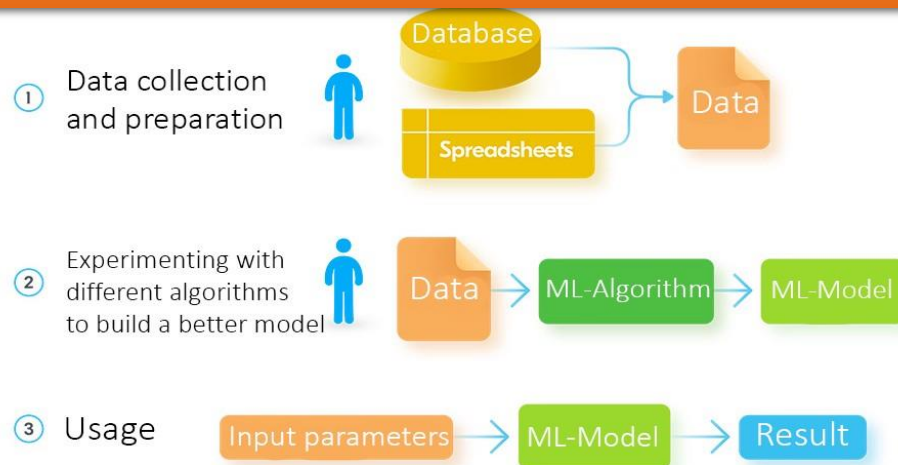 Database
1 Data collection
and preparation
Data
Spreadsheets
2 Experimenting with
different algorithms
to build a better model
Data
ML-Algorithm
ML-Model
3 Usage
Input parameters
ML-Model
Result